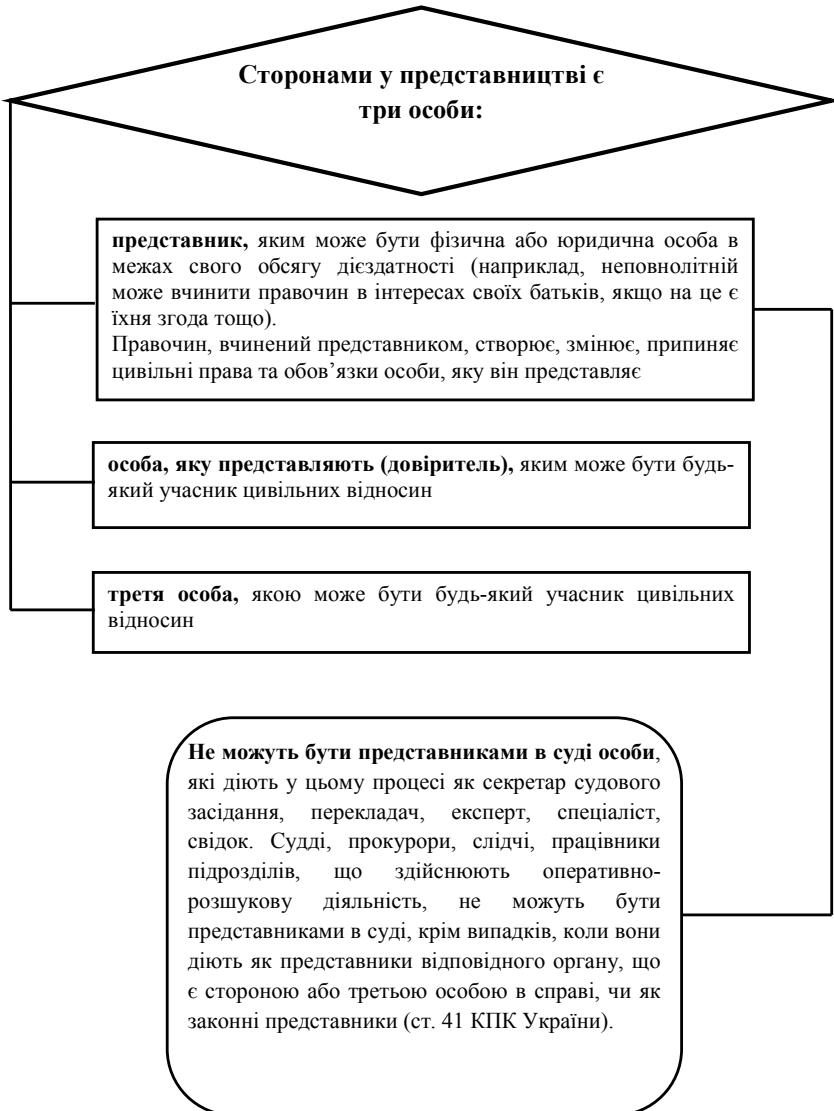 Сторонами у представництві є
три особи:
представник, яким може бути фізична або юридична особа в
межах свого обсягу дієздатності (наприклад, неповнолітній
може вчинити правочин в інтересах своїх батьків, якщо на це є
їхня згода тощо).
Правочин, вчинений представником, створює, змінює, припиняє
цивільні права та обов’язки особи, яку він представляє
особа, яку представляють (довіритель), яким може бути будь-
який учасник цивільних відносин
третя особа, якою може бути будь-який учасник цивільних
відносин
Не можуть бути представниками в суді особи,
які діють у цьому процесі як секретар судового
засідання, перекладач, експерт, спеціаліст,
свідок. Судді, прокурори, слідчі, працівники
підрозділів, що здійснюють оперативно-
розшукову діяльність, не можуть бути
представниками в суді, крім випадків, коли вони
діють як представники відповідного органу, що
є стороною або третьою особою в справі, чи як
законні представники (ст. 41 КПК України).